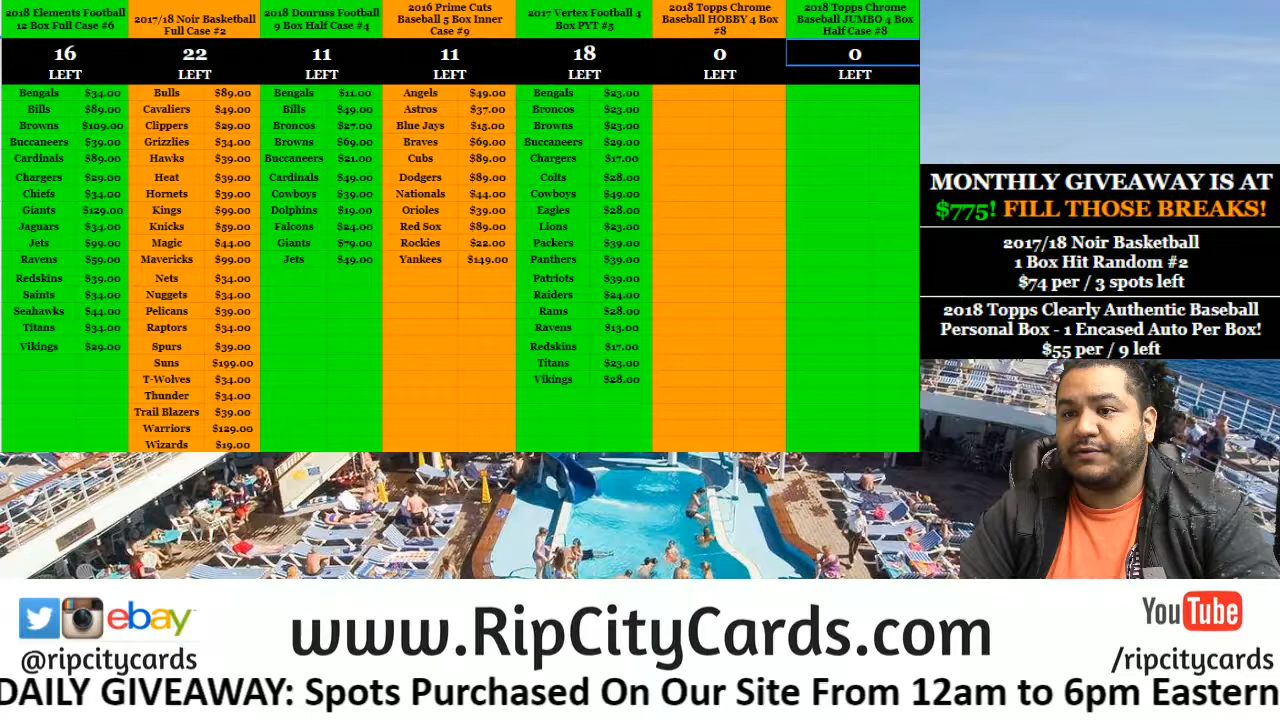 2018 Elements Football
12 Box Full Case #6
16
LEFT
Bengals $34.00
Bills $89.00
Browns $109.00
Buccaneers $39.00
Cardinals $89.00
Chargers $29.00
Chiefs $34.00
Giants $129.00
Jaguars $34.00
Jets $99.00
Ravens $59.00
Redskins $39.00
Saints $34.00
Seahawks $44.00
Titans $34.00
Vikings $29.00
2017/18 Noir Basketball
Full Case #2
22
LEFT
Bulls $89.00
Cavaliers $49.00
Clippers $29.00
Grizzlies $34.00
Hawks $39.00
Heat $39.00
Hornets $39.00
Kings $99.00
Knicks $59.00
Magic $44.00
Mavericks $99.00
Nets $34.00
Nuggets $34.00
Pelicans $39.00
Raptors $34.00
Spurs $39.00
Suns $199.00
T-Wolves $34.00
Thunder $34.00
Trail Blazers $39.00
Warriors $129.00
Wizards $19.00
2018 Donruss Football
9 Box Half Case #4
11
LEFT
Bengals $11.00
Bills $49.00
Broncos $27.00
Browns $69.00
Buccaneers $21.00
Cardinals $49.00
Cowboys $39.00
Dolphins $19.00
Falcons $24.00
Giants $79.00
Jets $49.00
2016 Prime Cuts
Baseball 5 Box Inner
Case #9
11
LEFT
Angels $49.00
Astros $37.00
Blue Jays $15.00
Braves $69.00
Cubs $89.00
Dodgers $89.00
Nationals $44.00
Orioles $39.00
Red Sox $89.00
Rockies $22.00
Yankees $149.00
2017 Vertex Football 4
Box PYT #5
18
LEFT
Bengals $23.00
Broncos $23.00
Browns $23.00
Buccaneers $29.00
Chargers $17.00
Colts $28.00
Cowboys $49.00
Eagles $28.00
Lions $23.00
Packers $39.00
Panthers $39.00
Patriots $39.00
Raiders $24.00
Rams $28.00
Ravens $13.00
Redskins $17.00
Titans $23.00
Vikings $28.00
2018 Topps Chrome
Baseball HOBBY 4 Box
#8
0
LEFT
2018 Topps Chrome
Baseball JUMBO 4 Box
Half Case #8
0
LEFT
MONTHLY GIVEAWAY IS AT
$775! FILL THOSE BREAKS!
2017/18 Noir Basketball
1 Box Hit Random #2
$74 per / 3 spots left
2018 Topps Clearly Authentic Baseball
Personal Box - 1 Encased Auto Per Box!
$55 per / 9 left
ebay
@ripcitycards
www.RipCityCards.com
YouTube
/ripcitycards
DAILY GIVEAWAY: Spots Purchased On Our Site From 12am to 6pm Eastern